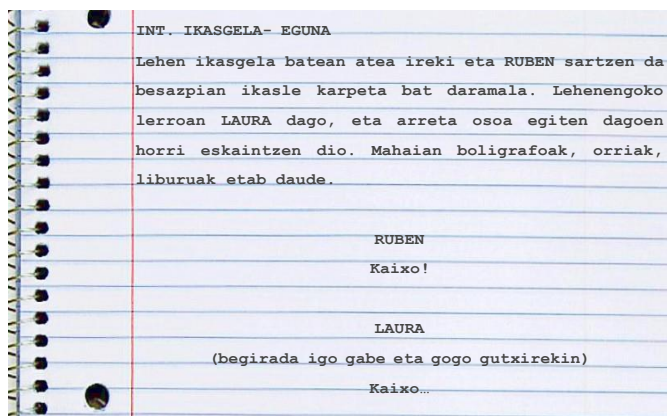 INT. IKASGELA- EGUNA
Lehen ikasgela batean atea ireki eta RUBEN sartzen da
besazpian ikasle karpeta bat daramala. Lehenengoko
lerroan LAURA dago, eta arreta osoa egiten dagoen
horri eskaintzen dio. Mahaian boligrafoak, orriak,
liburuak etab daude.
RUBEN
Kaixo!
LAURA
(begirada igo gabe eta gogo gutxirekin)
Kaixo…